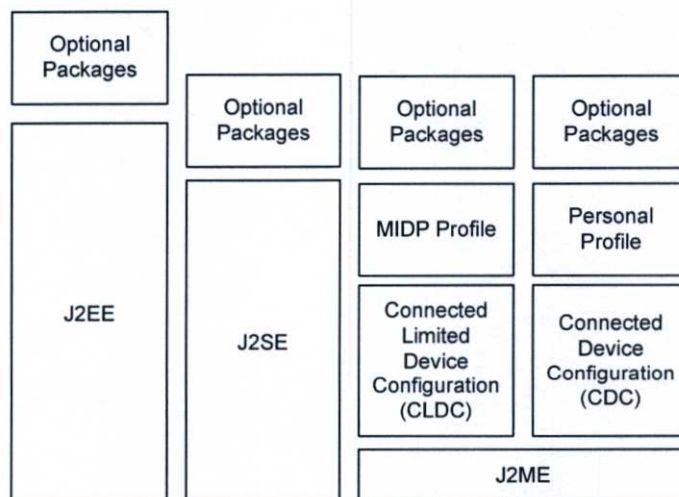 Optional
Packages
J2EE
Optional
Packages
J2SE
Optional
Packages
MIDP Profile
Connected
Limited
Device
Configuration
(CLDC)
Optional
Packages
Personal
Profile
Connected
Device
Configuration
(CDC)
J2ME